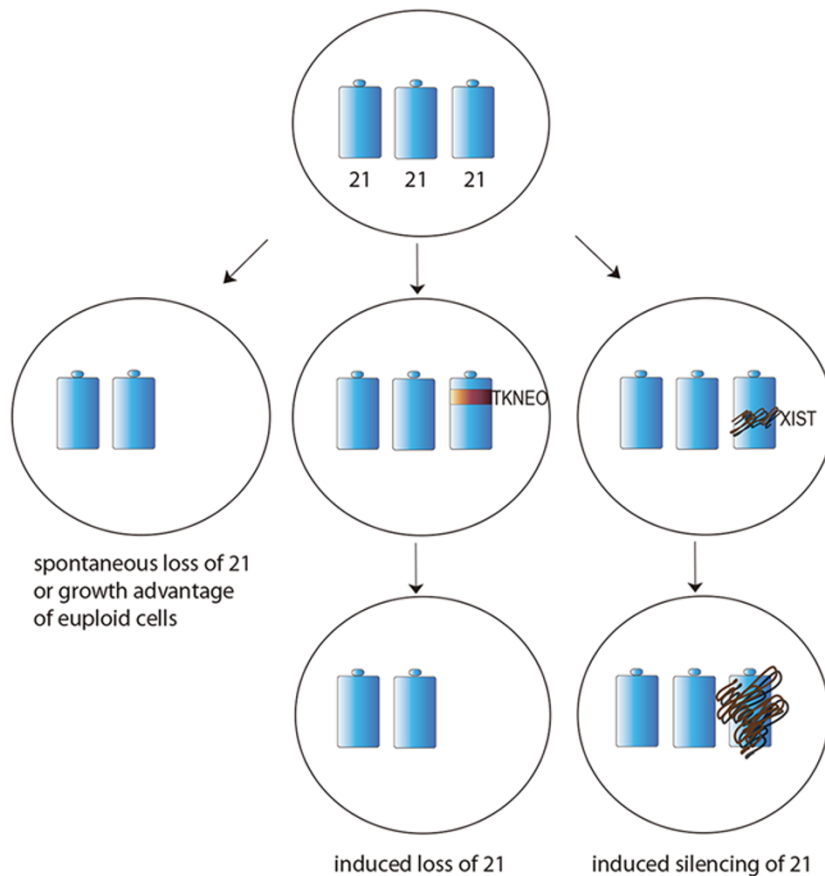 21 21 21
TKNEO
XIST
spontaneous loss of 21
or growth advantage
of euploid cells
induced loss of 21
induced silencing of 21